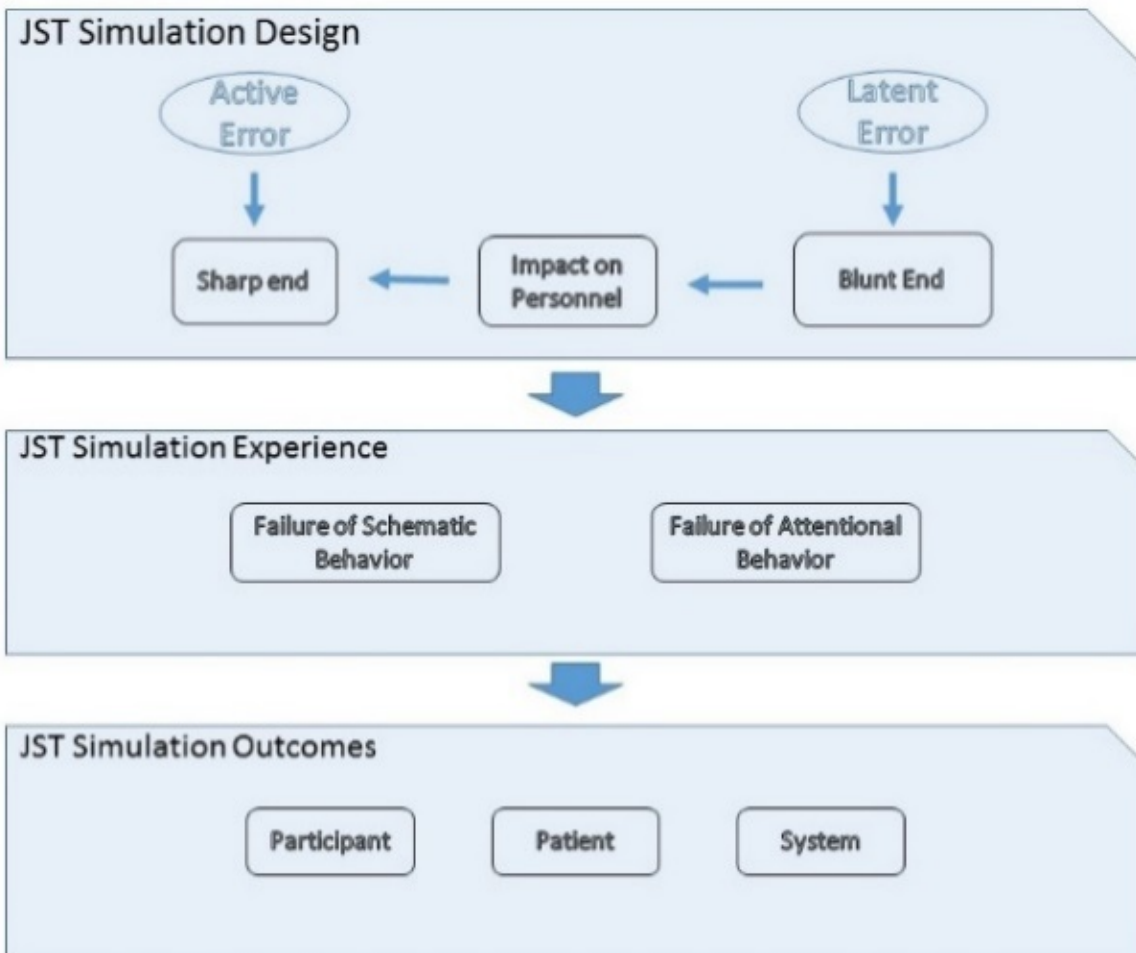 JST Simulation Design
Active
Error
Latent
Error
Sharp end
Impact on
Personnel
Blunt End
JST Simulation Experience
Failure of Schematic
Behavior
Failure of Attentional
Behavior
JST Simulation Outcomes
Participant
Patient
System